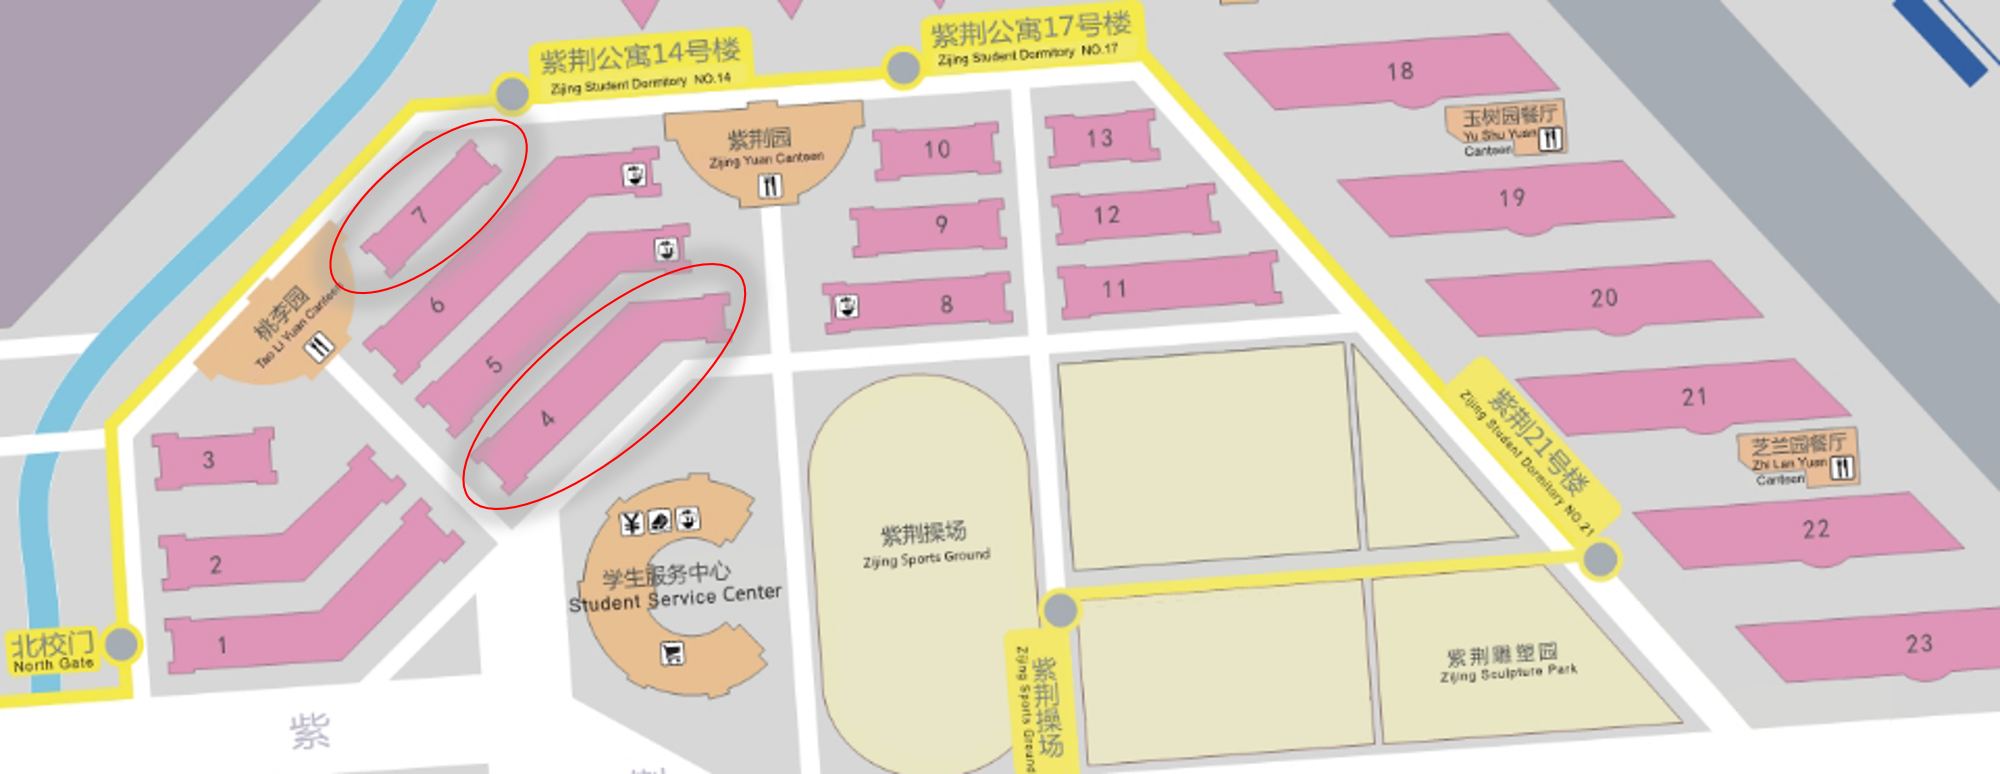 紫荆公寓14号楼
Zijing Student Dormitory NO.14
紫荆公寓17号楼
Zijing Student Dormitory NO.17
18
玉树园餐厅
Yu Shu Yuan
Canteen
紫荆园
Zijing Yuan Canteen
10
13
7
19
9
12
桃李园
Tao Li Yuan Canteen
6
8
11
20
5
4
紫荆21号楼
Zijing Student Dormitory NO.21
21
芝兰园餐厅
Zhi Lan Yuan
Canteen
3
2
1
紫荆操场
Zijing Sports Ground
22
学生服务中心
Student Service Center
¥
北校门
North Gate
紫荆操场
Zijing Sports Ground
紫荆雕塑园
Zijing Sculpture Park
23
紫